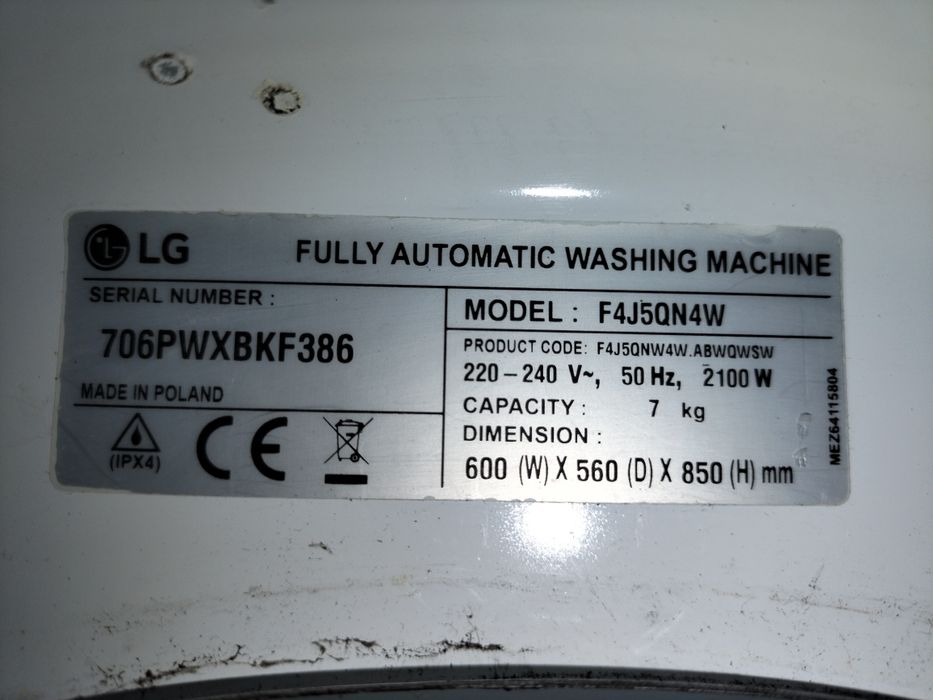 LG FULLY AUTOMATIC WASHING MACHINE
SERIAL NUMBER :
706PWXBKF386
MADE IN POLAND
(IPX4)
CE
MODEL : F4J5QN4W
PRODUCT CODE: F4J5QNW4W.ABWQWSW
220-240 V~, 50 Hz, 2100 W
CAPACITY : 7 kg
DIMENSION :
600 (W) X 560 (D) X 850 (H) mm
MEZ64115804